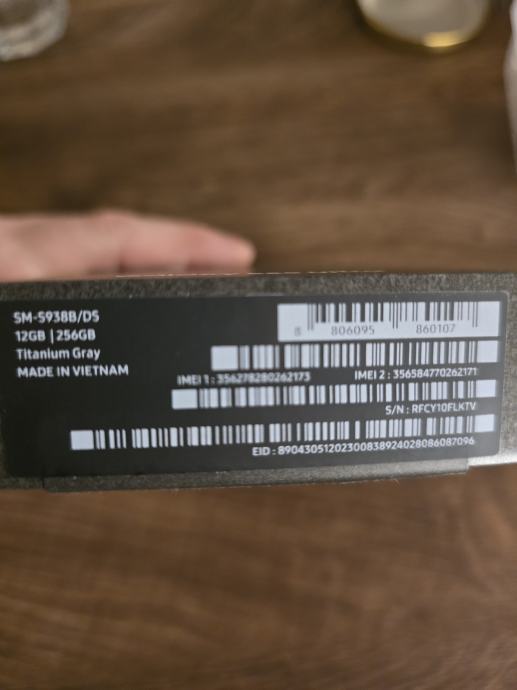 SM-S938B/DS
12GB | 256GB
Titanium Gray
MADE IN VIETNAM
8 806095 860107
IMEI 1 : 356278280262173
IMEI 2 : 356584770262171
S/N : RFCY10FLKTV
EID : 89043051202300838924028086087096